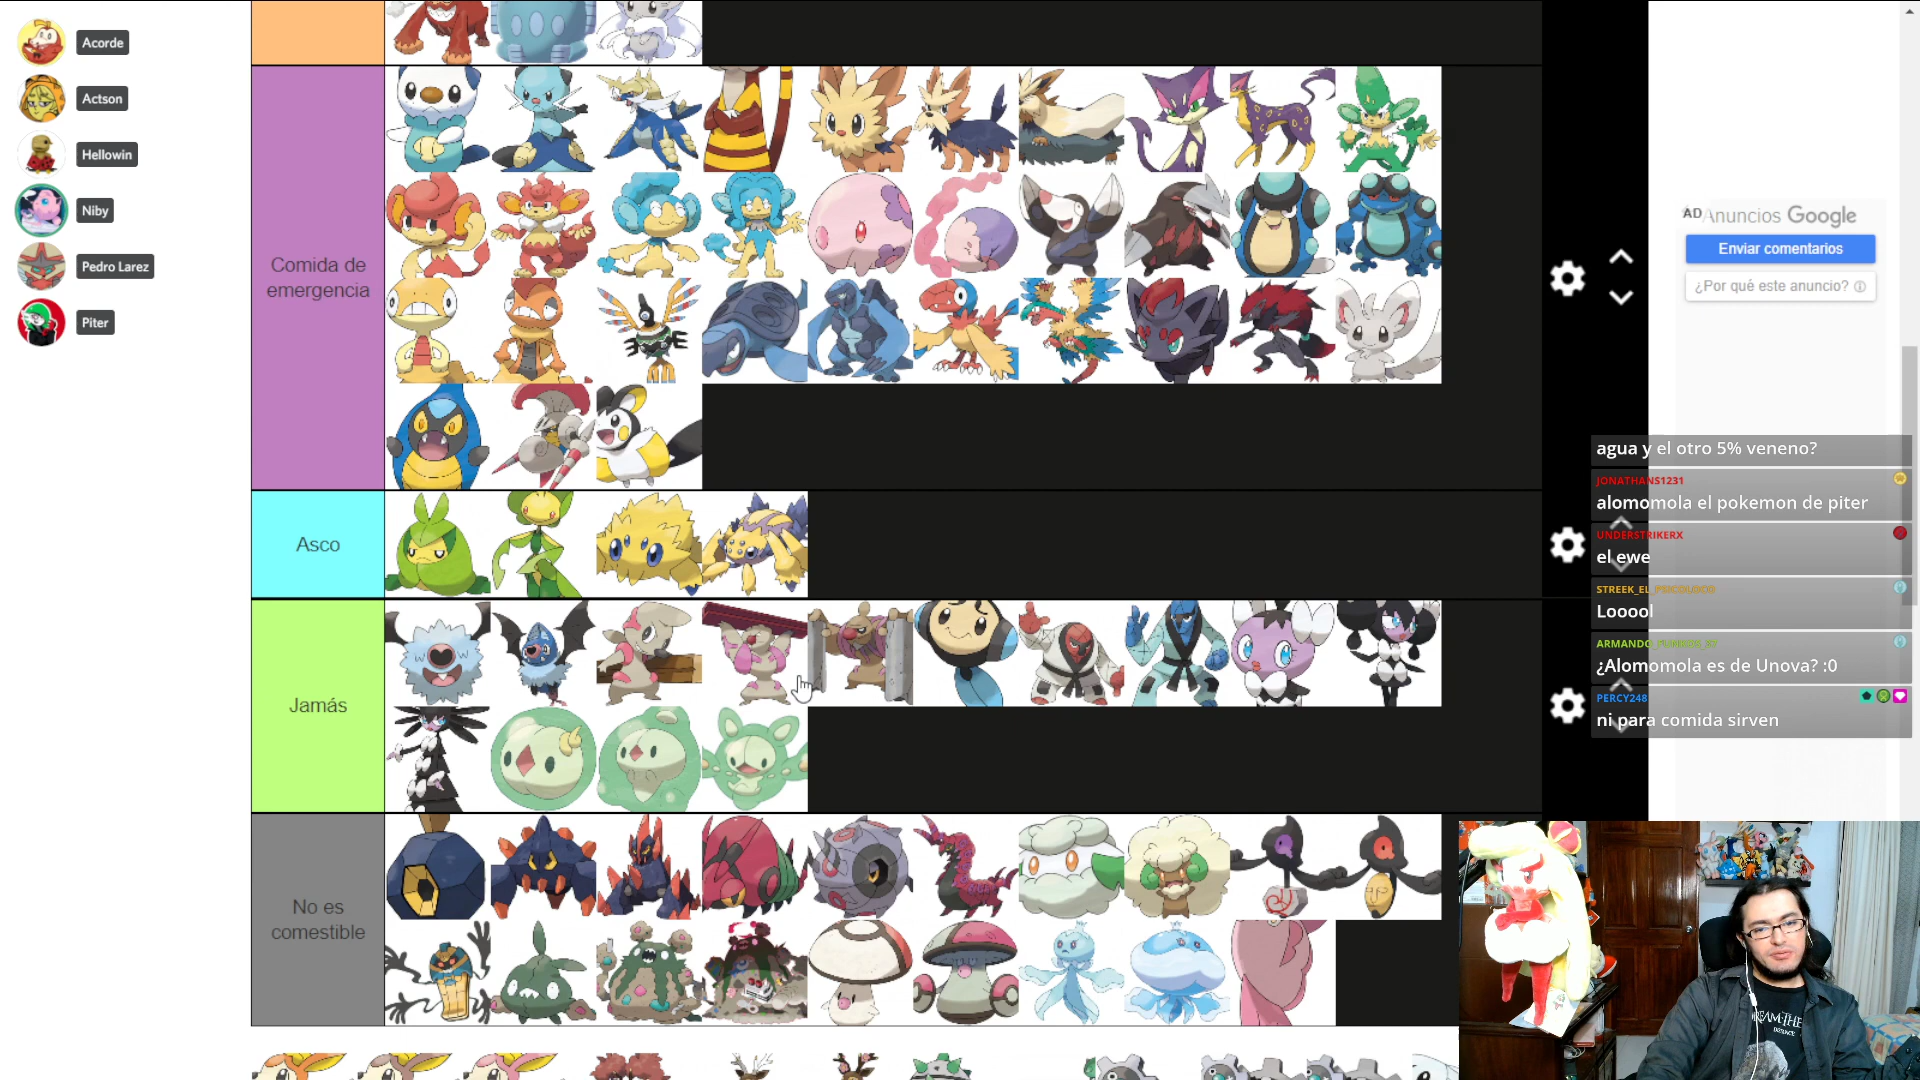 Acorde
Actson
Hellowin
Niby
Pedro Larez
Piter
Comida de
emergencia
Asco
Jamás
No es
comestible
AD Anuncios Google
Enviar comentarios
¿Por qué este anuncio?
agua y el otro 5% veneno?
JONATHANS1231
alomomola el pokemon de piter
UNDERSTRIKERX
el ewe
Looool
¿Alomomola es de Unova? :0
PERCY248
ni para comida sirven